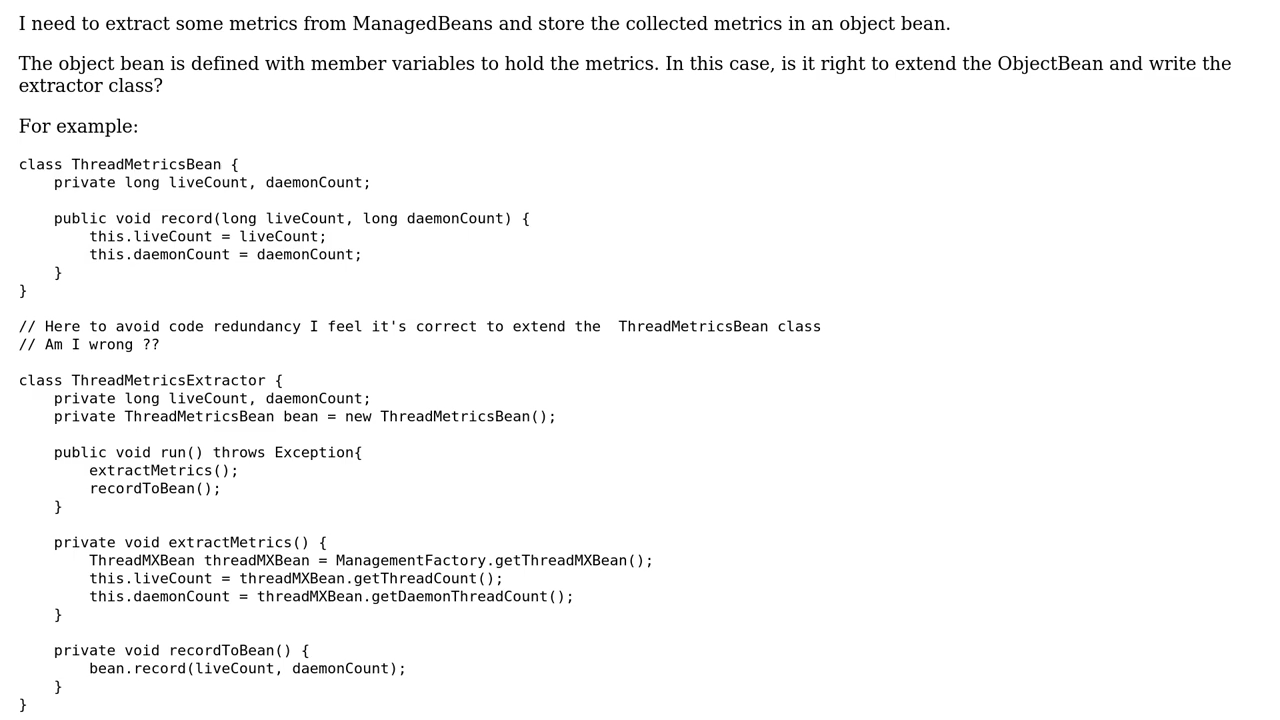 I need to extract some metrics from ManagedBeans and store the collected metrics in an object bean.
The object bean is defined with member variables to hold the metrics. In this case, is it right to extend the ObjectBean and write the
extractor class?
For example:
class ThreadMetricsBean {
    private long liveCount, daemonCount;

    public void record(long liveCount, long daemonCount) {
        this.liveCount = liveCount;
        this.daemonCount = daemonCount;
    }
}

// Here to avoid code redundancy I feel it's correct to extend the  ThreadMetricsBean class
// Am I wrong ??

class ThreadMetricsExtractor {
    private long liveCount, daemonCount;
    private ThreadMetricsBean bean = new ThreadMetricsBean();

    public void run() throws Exception{
        extractMetrics();
        recordToBean();
    }

    private void extractMetrics() {
        ThreadMXBean threadMXBean = ManagementFactory.getThreadMXBean();
        this.liveCount = threadMXBean.getThreadCount();
        this.daemonCount = threadMXBean.getDaemonThreadCount();
    }

    private void recordToBean() {
        bean.record(liveCount, daemonCount);
    }
}